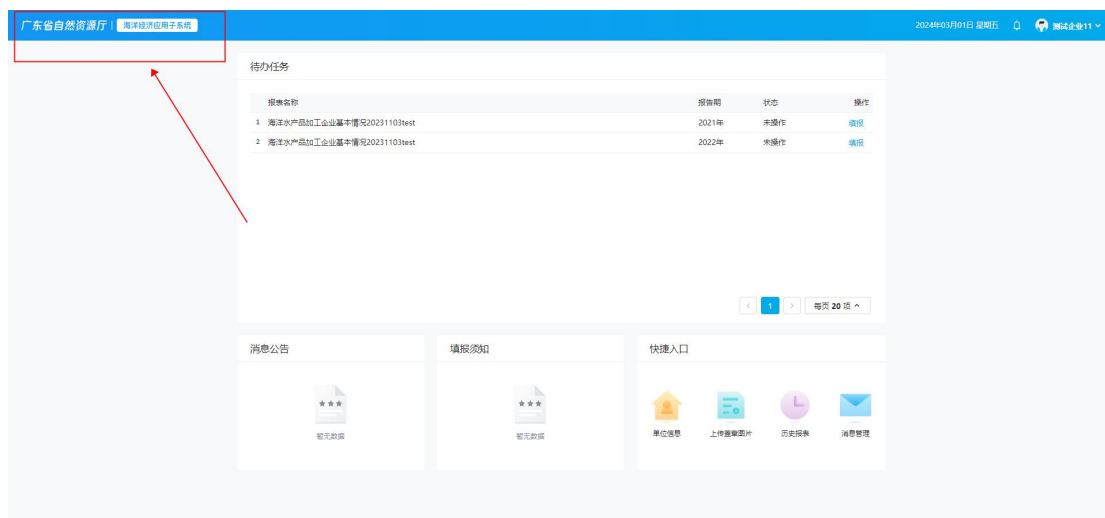 广东省自然资源厅 | 海洋经济应用子系统 2024年03月01日 星期五 测试企业11
待办任务
报表名称 报告期 状态 操作
1 海洋水产品加工企业基本情况20231103test 2021年 未操作 填报
2 海洋水产品加工企业基本情况20231103test 2022年 未操作 填报
< 1 > 每页 20 项
消息公告 填报须知 快捷入口
暂无数据 暂无数据 单位信息 上传盖章图片 历史报表 消息管理